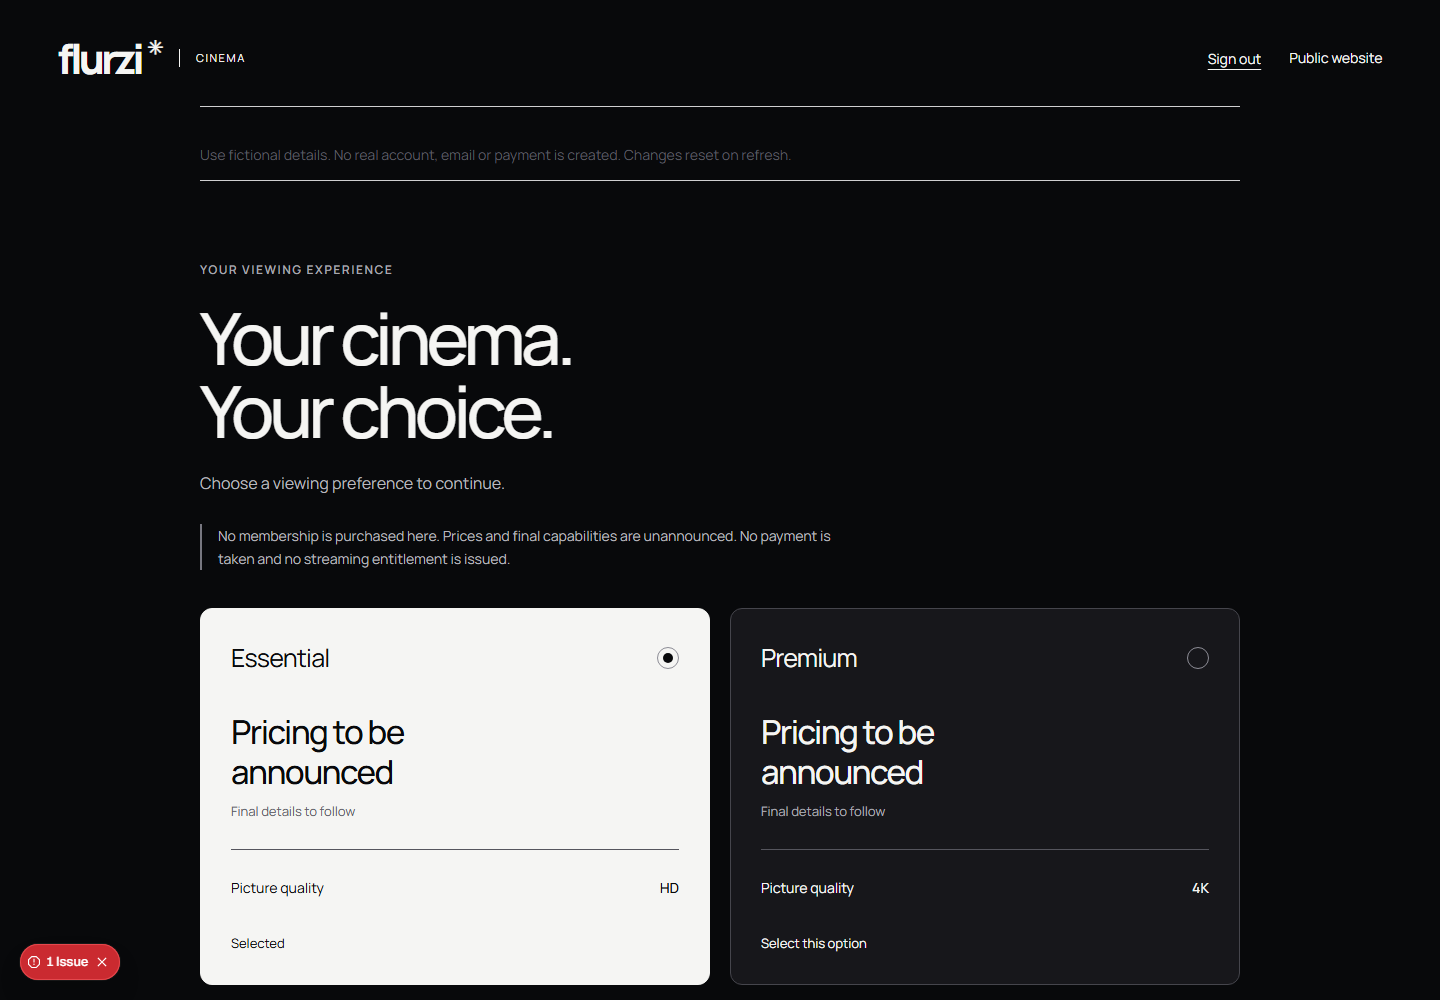 flurzi*
CINEMA
Sign out
Public website
Use fictional details. No real account, email or payment is created. Changes reset on refresh.
YOUR VIEWING EXPERIENCE
Your cinema.
Your choice.
Choose a viewing preference to continue.
No membership is purchased here. Prices and final capabilities are unannounced. No payment is
taken and no streaming entitlement is issued.
Essential
Pricing to be
announced
Final details to follow
Picture quality
HD
Selected
Premium
Pricing to be
announced
Final details to follow
Picture quality
4K
Select this option
1 Issue